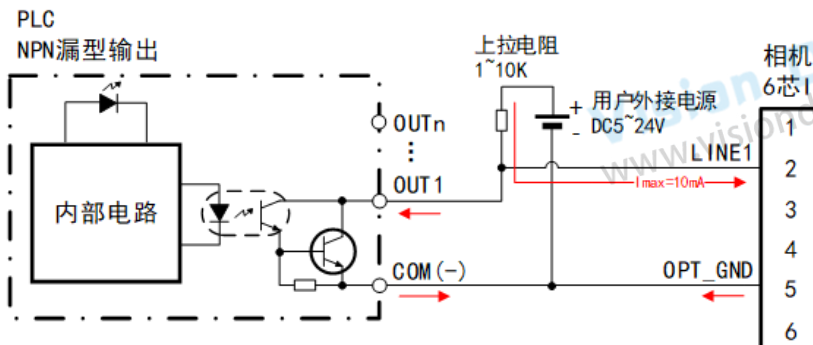 PLC
NPN漏型输出
内部电路
OUTn
OUT1
COM(-)
上拉电阻
1~10K
+
-
用户外接电源
DC5~24V
LINE1
Imax=10mA
OPT_GND
相机
6芯I
1
2
3
4
5
6